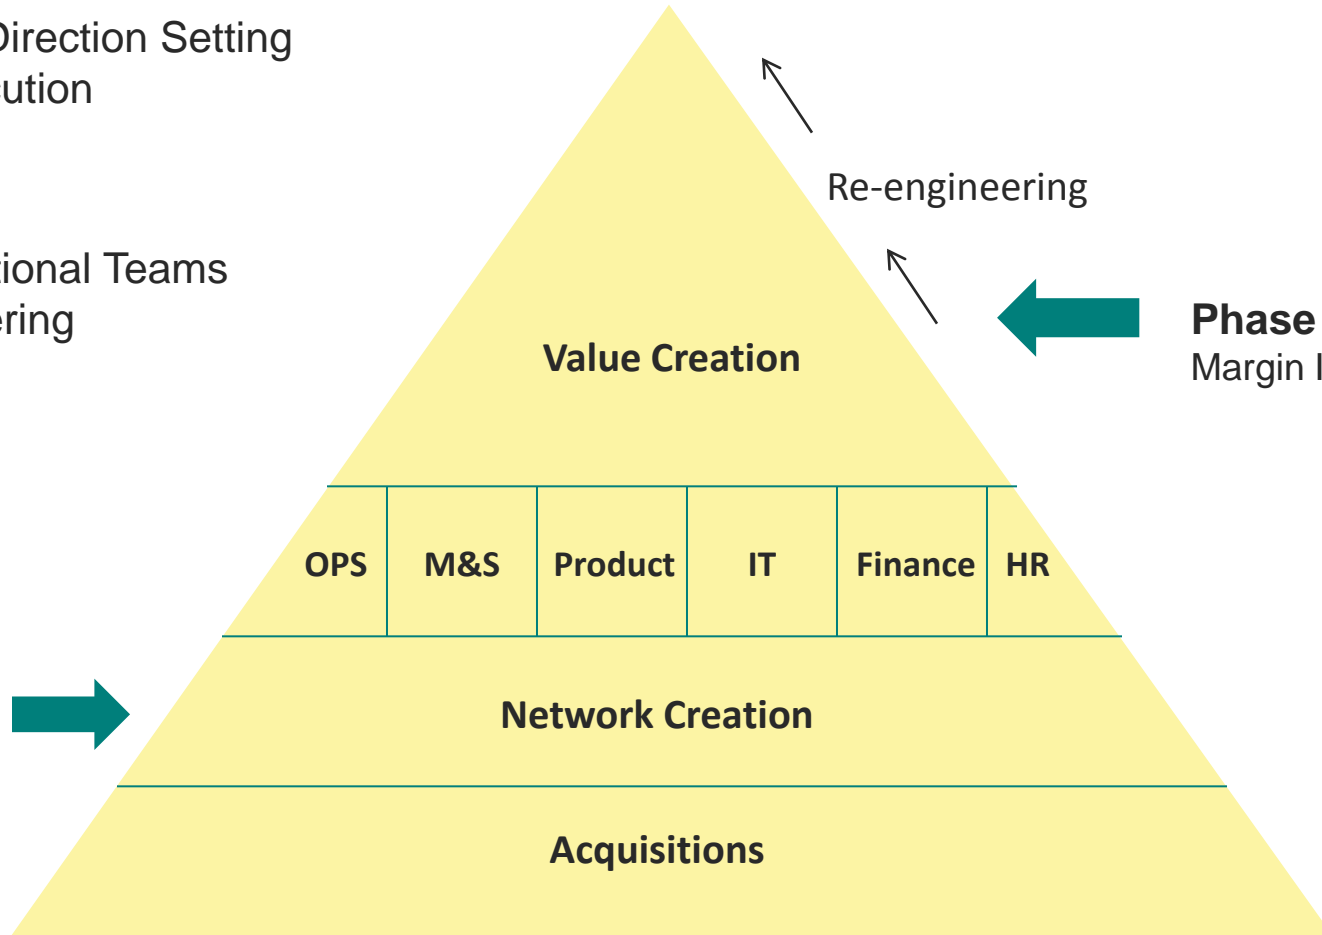 Direction Setting
cution
Re-engineering
tional Teams
ering
Phase
Margin I
Value Creation
OPS M&S Product IT Finance HR
Network Creation
Acquisitions